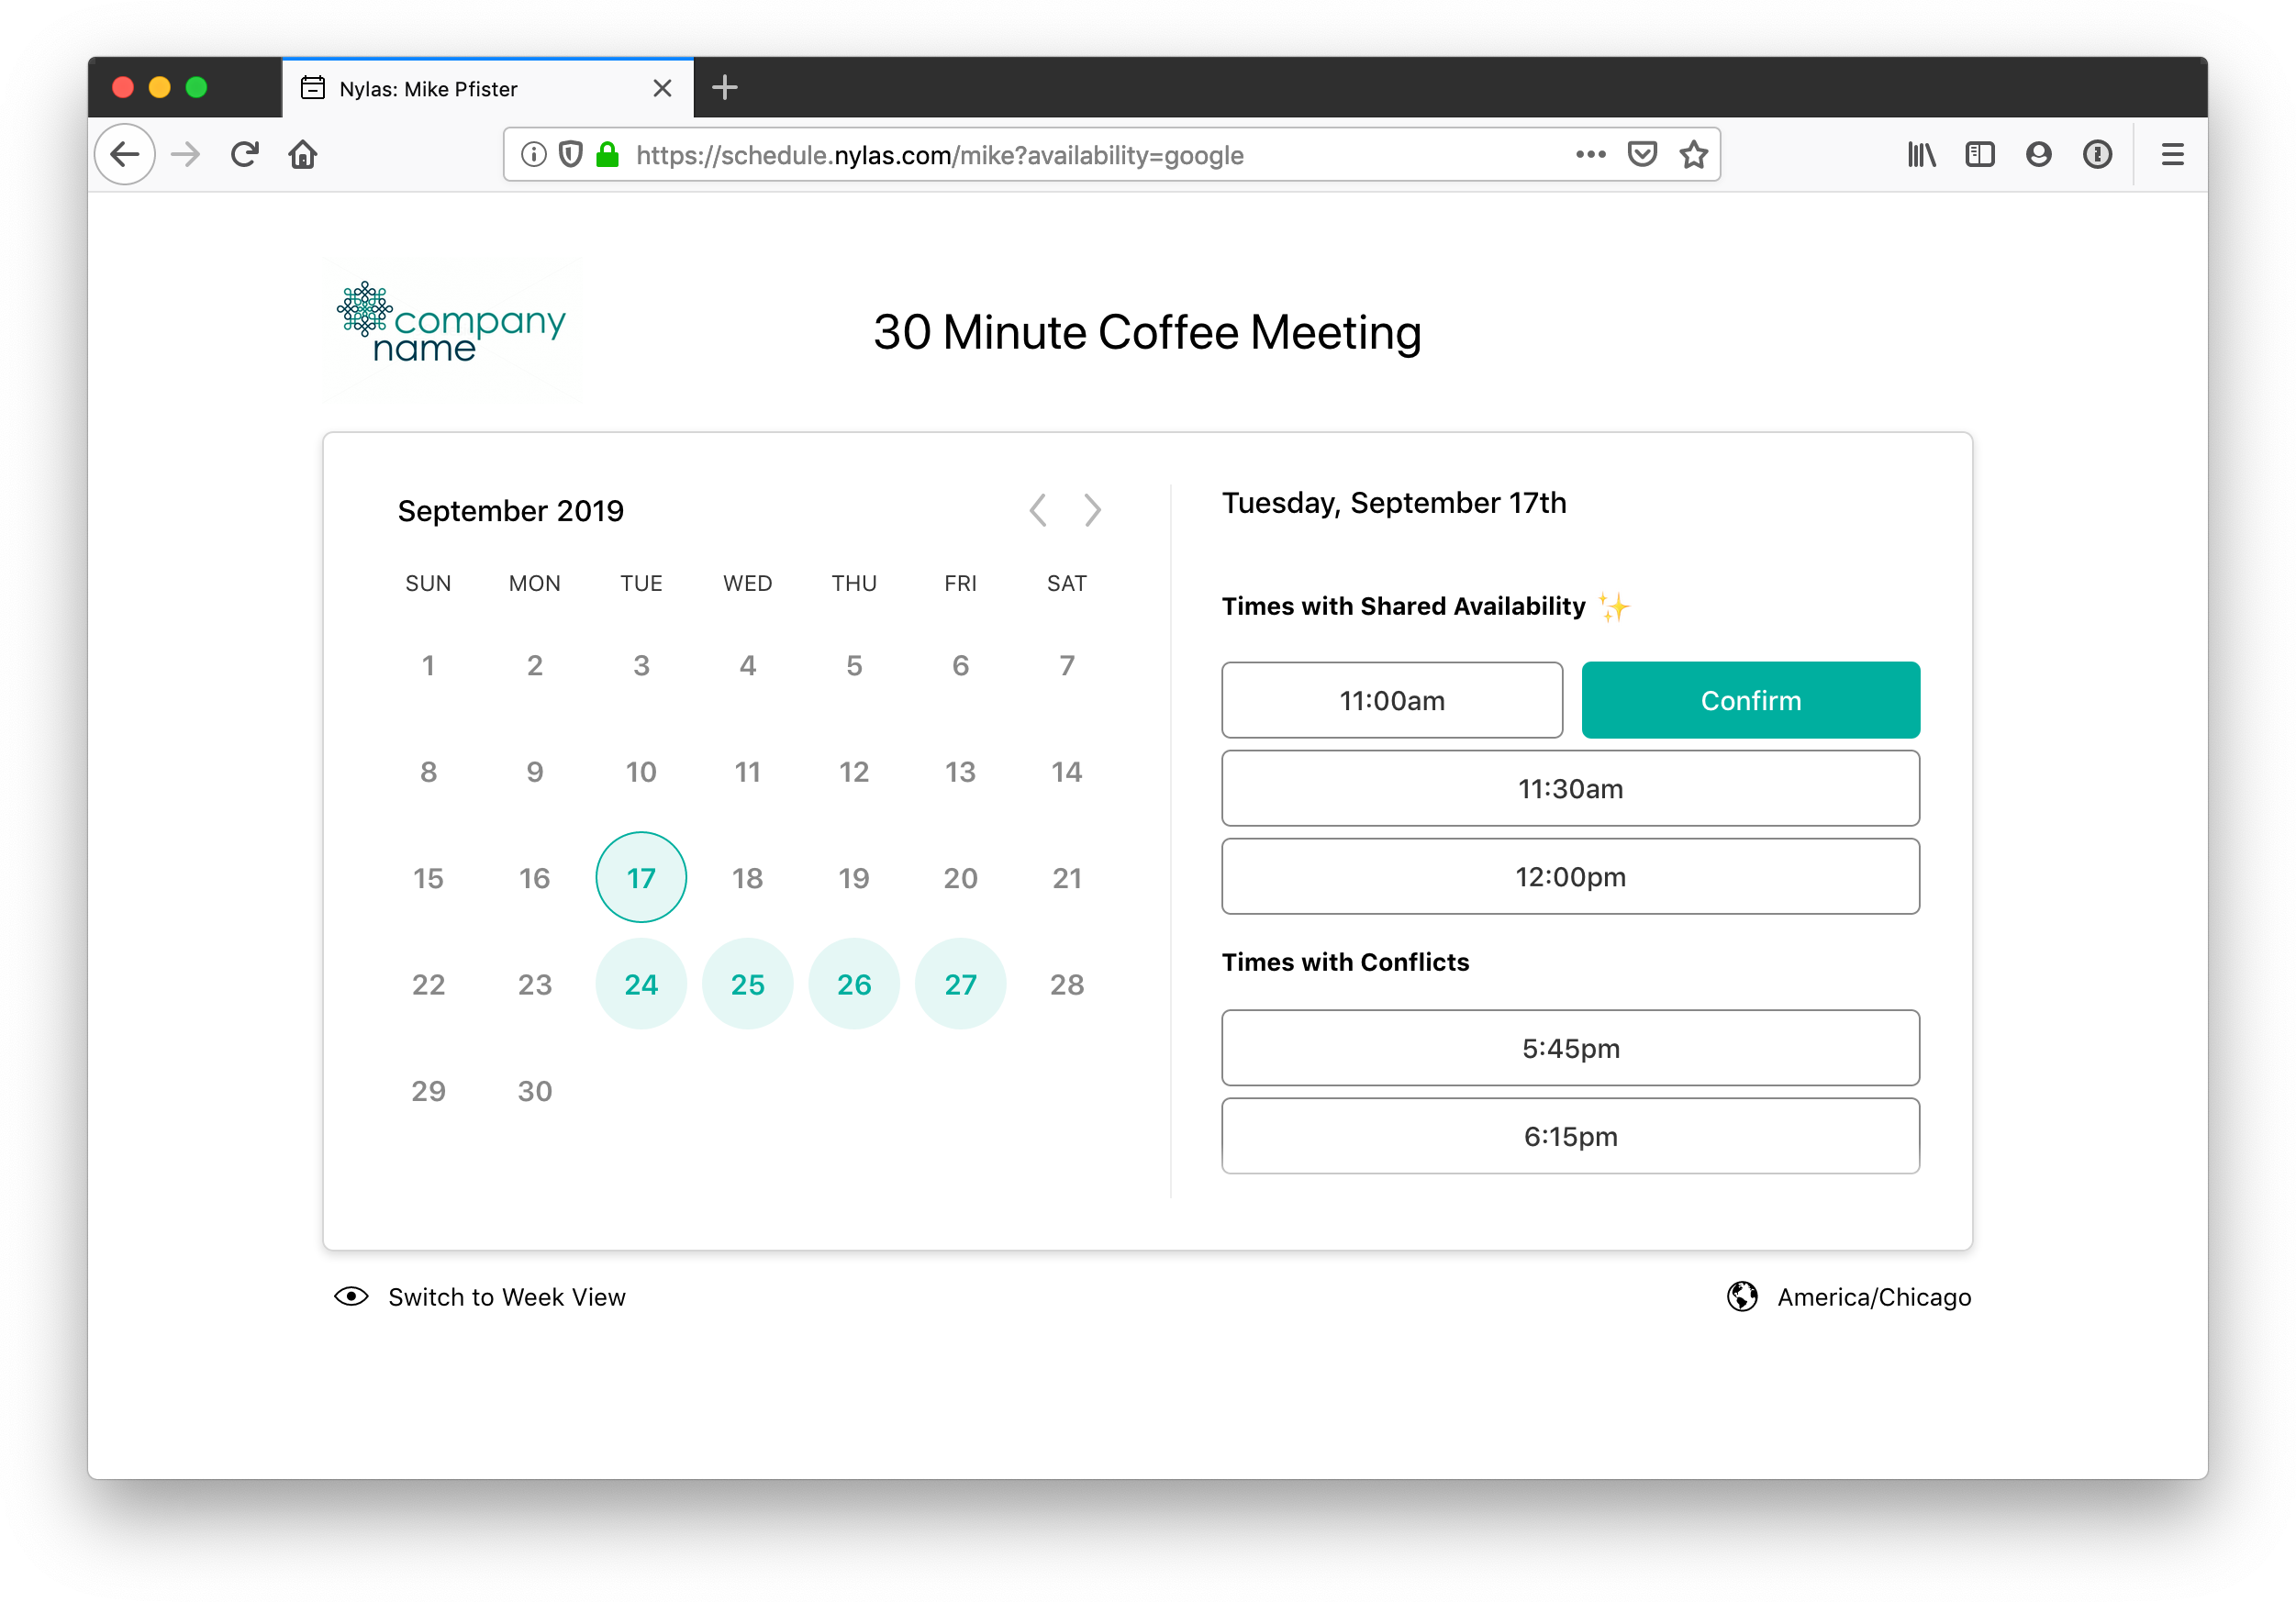 Nylas: Mike Pfister
https://schedule.nylas.com/mike?availability=google
company
name
30 Minute Coffee Meeting
September 2019
SUN MON TUE WED THU FRI SAT
1 2 3 4 5 6 7
8 9 10 11 12 13 14
15 16 17 18 19 20 21
22 23 24 25 26 27 28
29 30
Tuesday, September 17th
Times with Shared Availability ✨
11:00am Confirm
11:30am
12:00pm
Times with Conflicts
5:45pm
6:15pm
Switch to Week View
America/Chicago